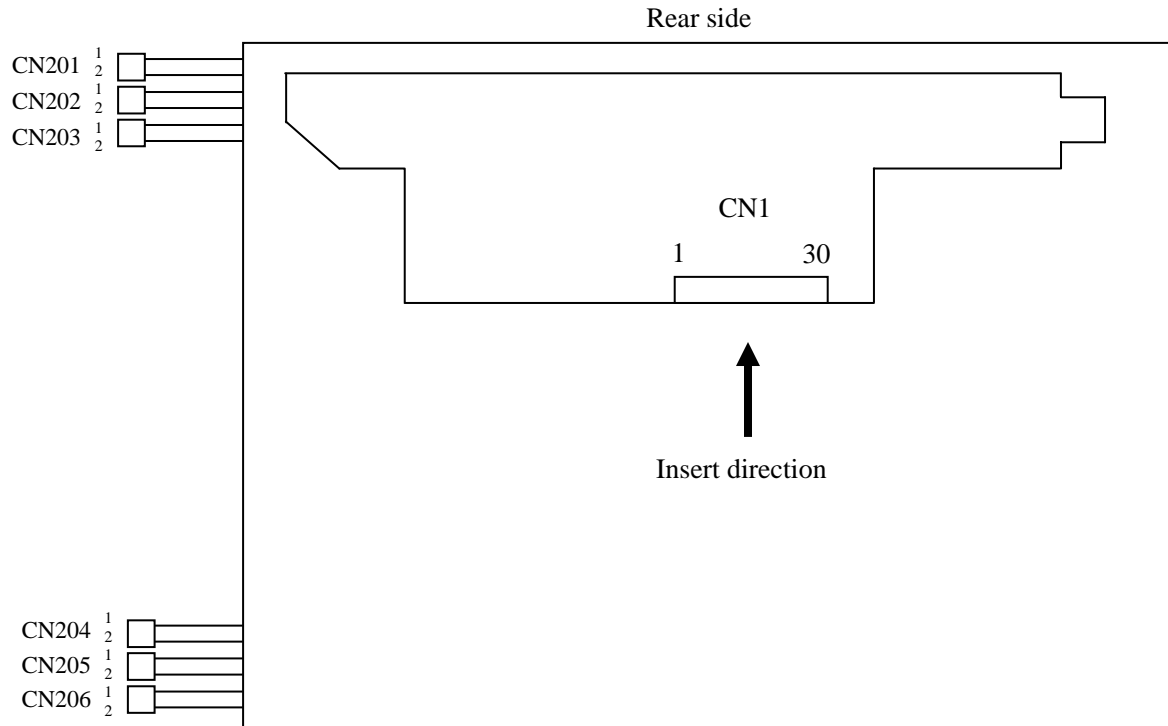 Rear side
CN201 1
2
CN202 1
2
CN203 1
2
CN1
1 30
Insert direction
CN204 1
2
CN205 1
2
CN206 1
2